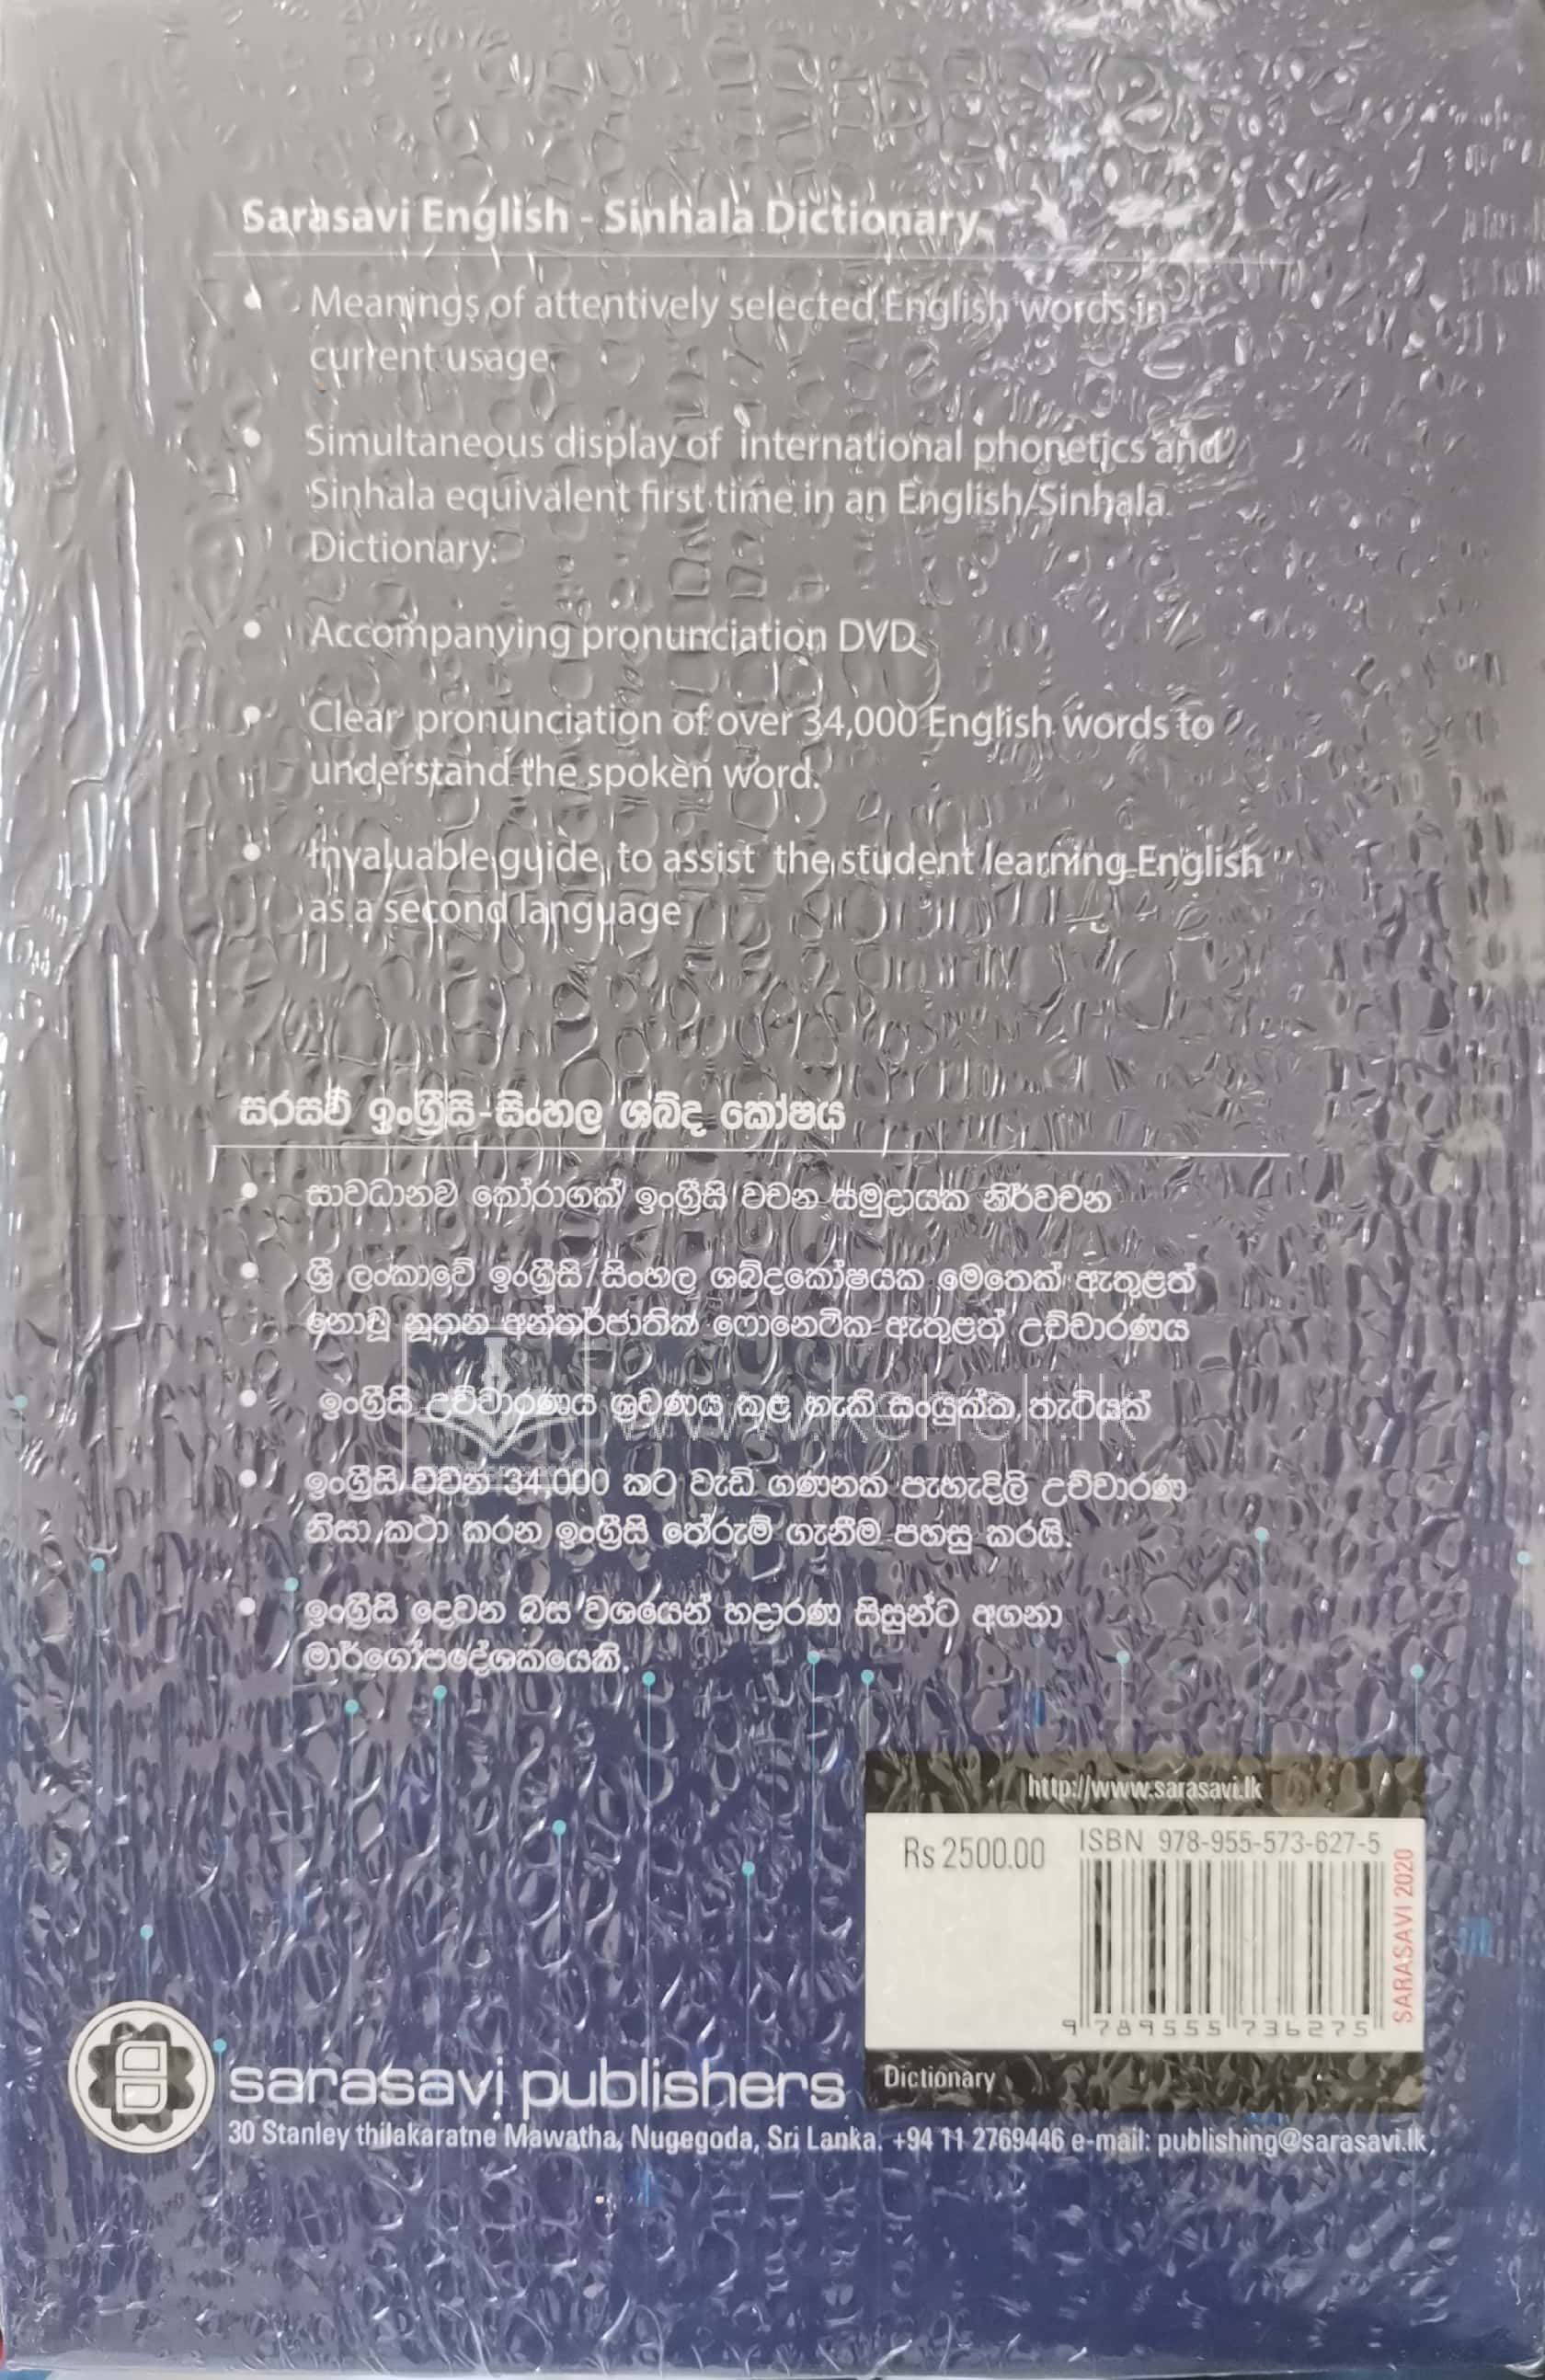 Sarasavi English - Sinhala Dictionary
• Meanings of attentively selected English words in
current usage
• Simultaneous display of international phonetics and
Sinhala equivalent first time in an English/Sinhala
Dictionary.
• Accompanying pronunciation DVD
• Clear pronunciation of over 34,000 English words to
understand the spoken word.
• Invaluable guide to assist the student learning English
as a second language
සරසවි ඉංග්‍රීසි-සිංහල ශබ්ද කෝෂය
• සාවධානව තෝරාගත් ඉංග්‍රීසි වචන සමුදායක නිර්වචන
• ශ්‍රී ලංකාවේ ඉංග්‍රීසි/සිංහල ශබ්දකෝෂයක මෙතෙක් ඇතුළත්
නොවූ නූතන අන්තර්ජාතික ෆොනෙටික ඇතුළත් උච්චාරණය
• ඉංග්‍රීසි උච්චාරණය ශ්‍රවණය කළ හැකි සංයුක්ත තැටියක්
www.keheli.lk
• ඉංග්‍රීසි වචන 34,000 කට වැඩි ගණනක පැහැදිලි උච්චාරණ
නිසා කථා කරන ඉංග්‍රීසි තේරුම් ගැනීම පහසු කරයි.
• ඉංග්‍රීසි දෙවන බස වශයෙන් හදාරණ සිසුන්ට අගනා
මාර්ගෝපදේශකයෙකි.
http://www.sarasavi.lk
Rs 2500.00
ISBN 978-955-573-627-5
SARASAVI 2020
9 789555 736275
Dictionary
sarasavi publishers
30 Stanley thilakaratne Mawatha, Nugegoda, Sri Lanka. +94 11 2769446 e-mail: publishing@sarasavi.lk